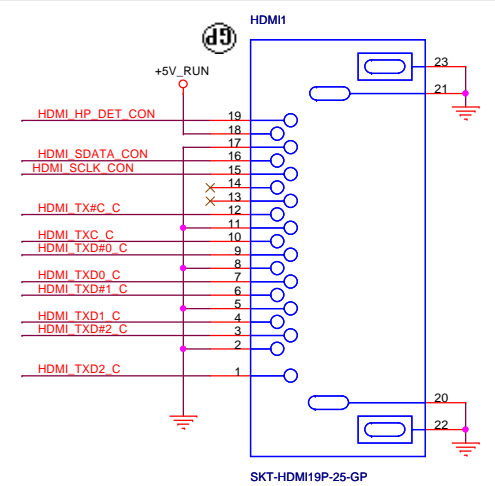 HDMI1
GP
+5V_RUN
23
21
HDMI_HP_DET_CON 19
18
17
HDMI_SDATA_CON 16
HDMI_SCLK_CON 15
14
13
HDMI_TX#C_C 12
11
HDMI_TXC_C 10
HDMI_TXD#0_C 9
8
HDMI_TXD0_C 7
HDMI_TXD#1_C 6
5
HDMI_TXD1_C 4
HDMI_TXD#2_C 3
2
HDMI_TXD2_C 1
20
22
SKT-HDMI19P-25-GP